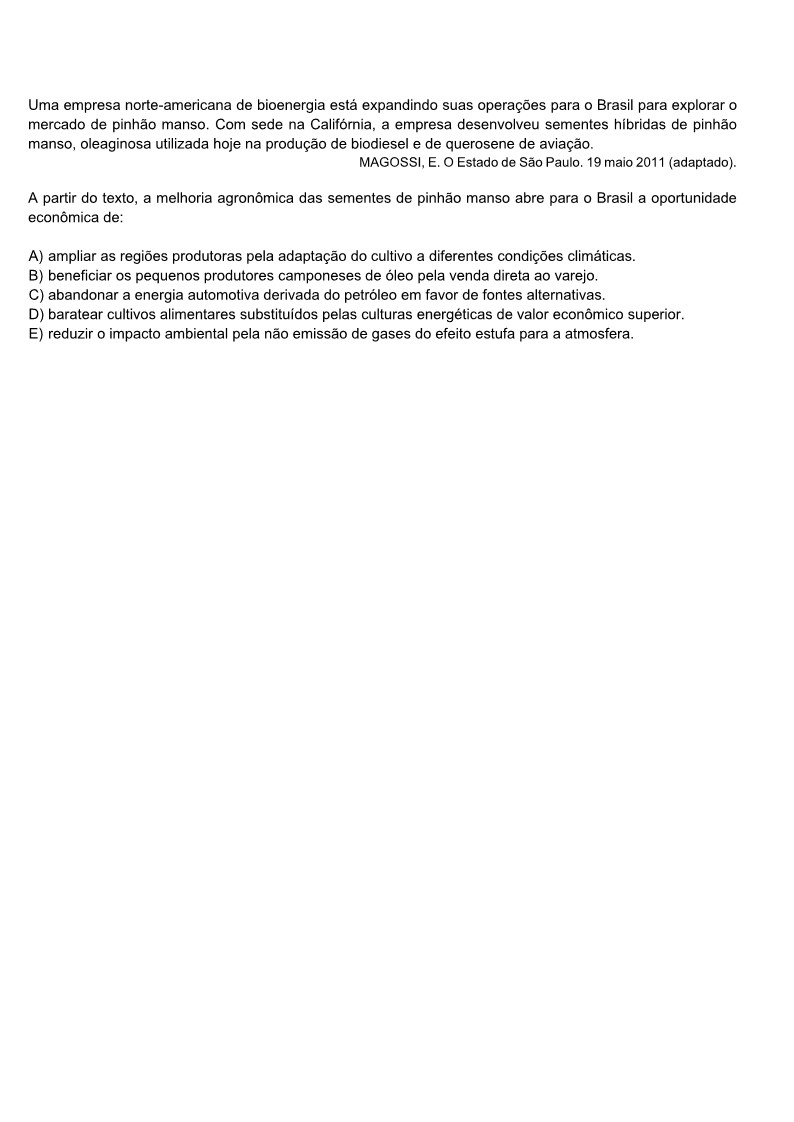 Uma empresa norte-americana de bioenergia está expandindo suas operações para o Brasil para explorar o
mercado de pinhão manso. Com sede na Califórnia, a empresa desenvolveu sementes híbridas de pinhão
manso, oleaginosa utilizada hoje na produção de biodiesel e de querosene de aviação.
MAGOSSI, E. O Estado de São Paulo. 19 maio 2011 (adaptado).
A partir do texto, a melhoria agronômica das sementes de pinhão manso abre para o Brasil a oportunidade
econômica de:
A) ampliar as regiões produtoras pela adaptação do cultivo a diferentes condições climáticas.
B) beneficiar os pequenos produtores camponeses de óleo pela venda direta ao varejo.
C) abandonar a energia automotiva derivada do petróleo em favor de fontes alternativas.
D) baratear cultivos alimentares substituídos pelas culturas energéticas de valor econômico superior.
E) reduzir o impacto ambiental pela não emissão de gases do efeito estufa para a atmosfera.